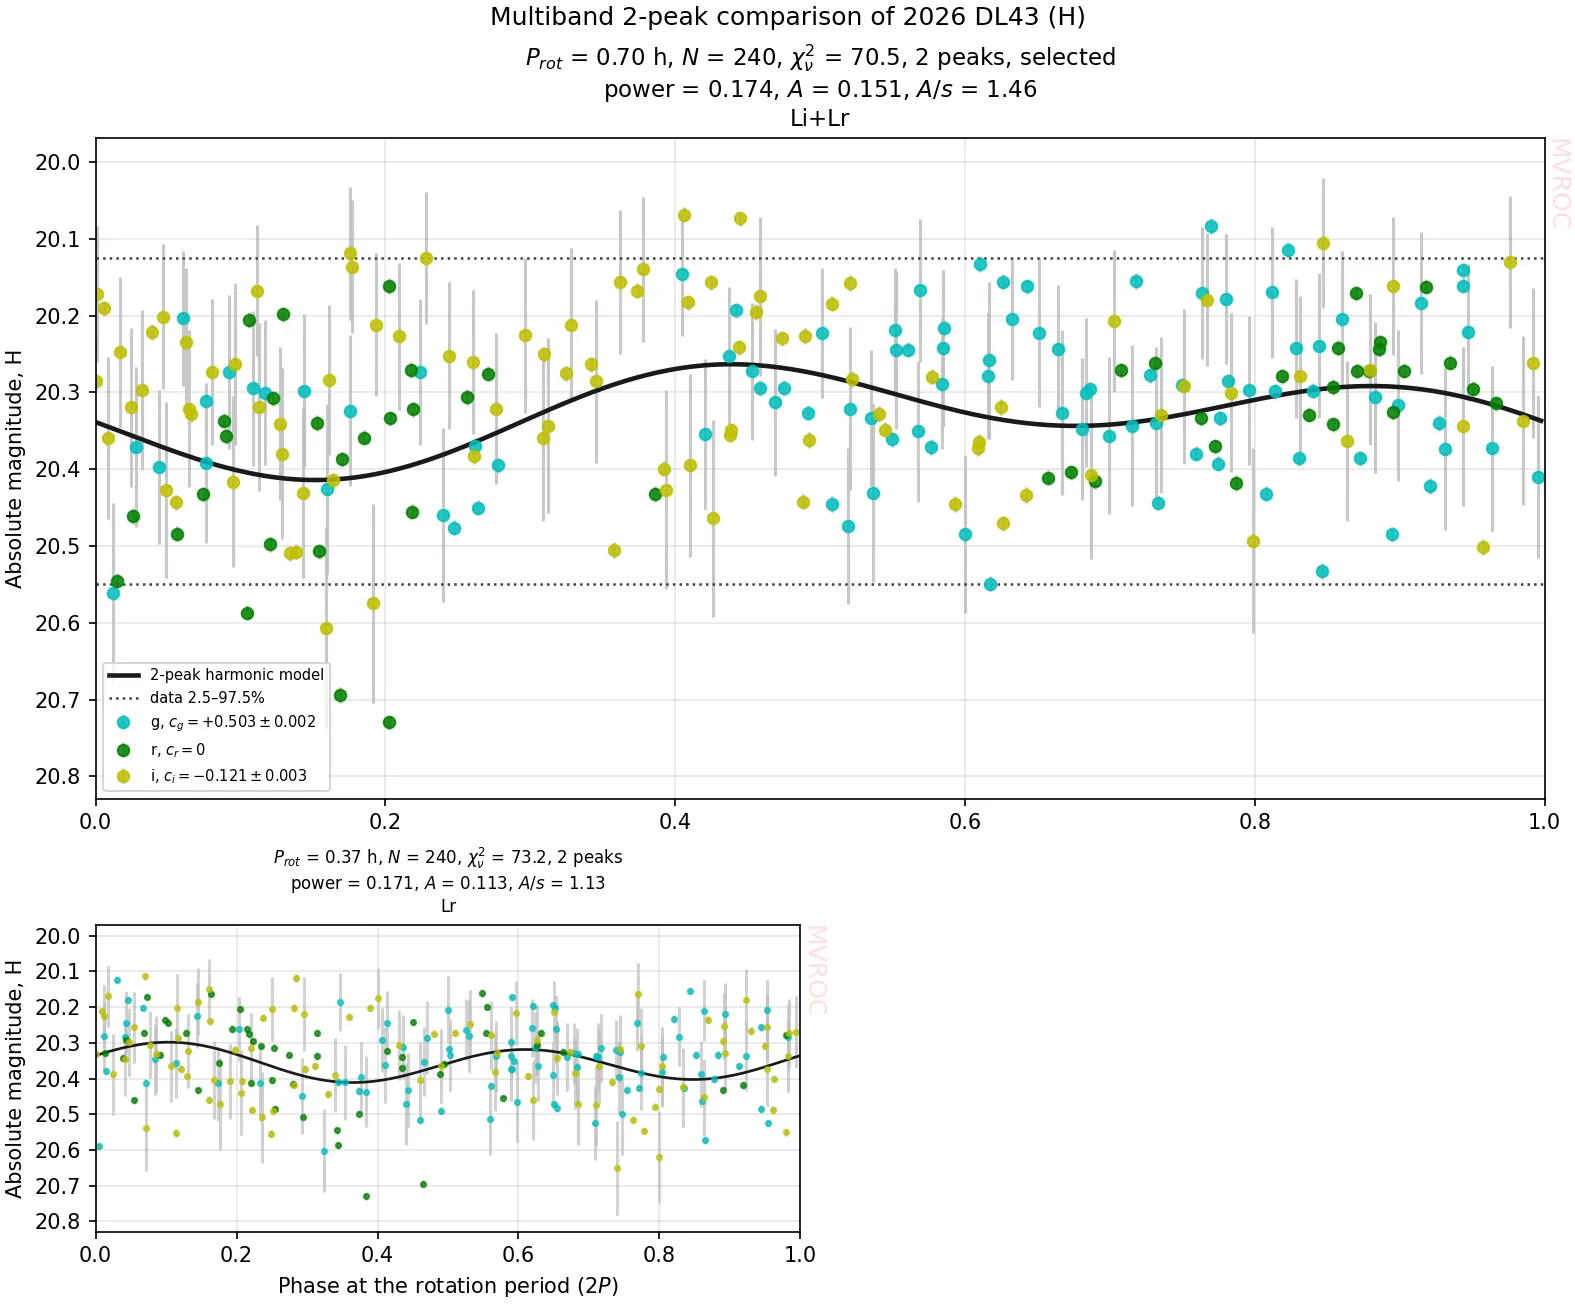 Multiband 2-peak comparison of 2026 DL43 (H)
P_rot = 0.70 h, N = 240, χ²_ν = 70.5, 2 peaks, selected
power = 0.174, A = 0.151, A/s = 1.46
Li+Lr
MVROC
Absolute magnitude, H
20.0
20.1
20.2
20.3
20.4
20.5
20.6
20.7
20.8
2-peak harmonic model
data 2.5–97.5%
g, c_g = +0.503 ± 0.002
r, c_r = 0
i, c_i = −0.121 ± 0.003
0.0 0.2 0.4 0.6 0.8 1.0
P_rot = 0.37 h, N = 240, χ²_ν = 73.2, 2 peaks
power = 0.171, A = 0.113, A/s = 1.13
Lr
MVROC
Absolute magnitude, H
20.0
20.1
20.2
20.3
20.4
20.5
20.6
20.7
20.8
0.0 0.2 0.4 0.6 0.8 1.0
Phase at the rotation period (2P)